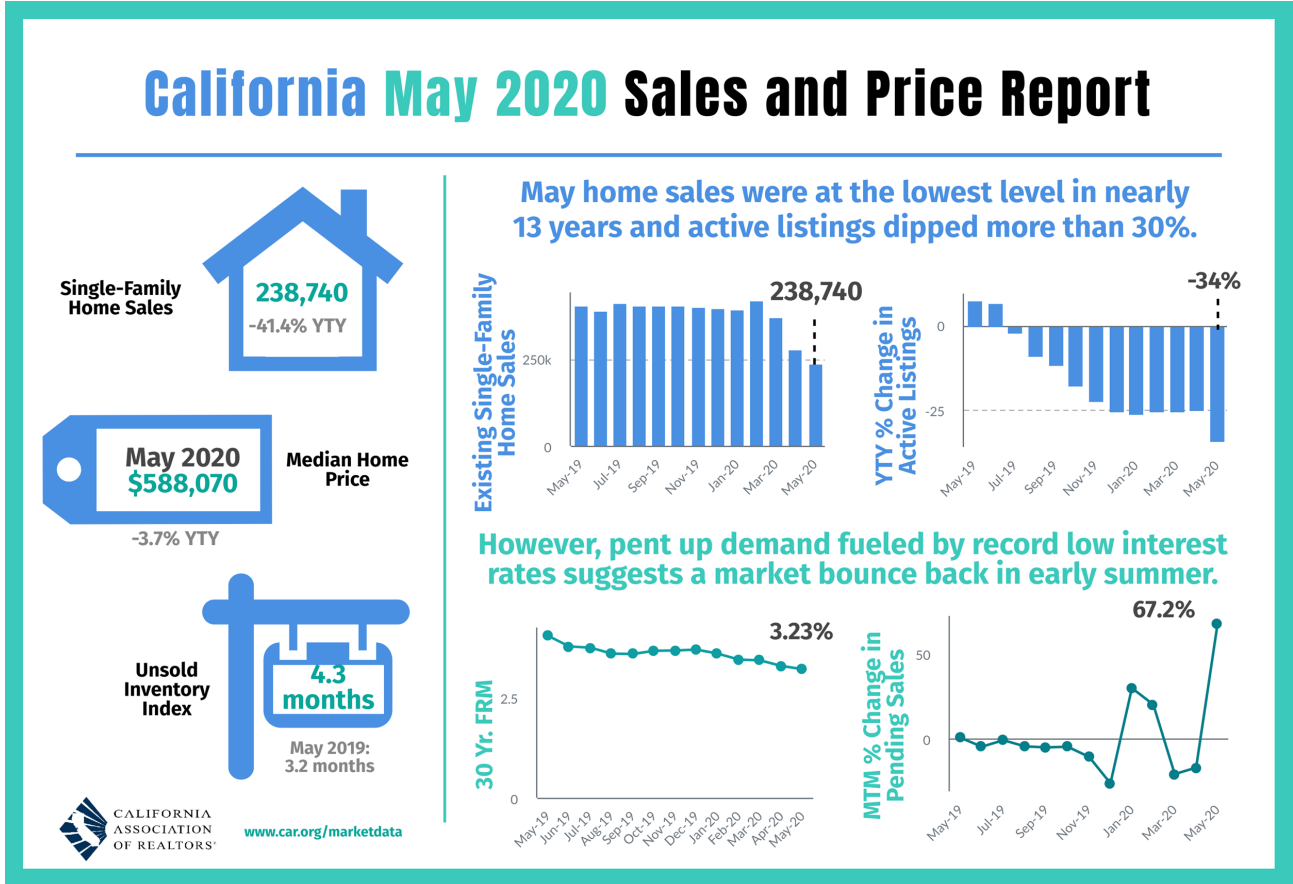 California May 2020 Sales and Price Report
Single-Family
Home Sales
238,740
-41.4% YTY
May 2020
$588,070
-3.7% YTY
Median Home
Price
Unsold
Inventory
Index
4.3
months
May 2019:
3.2 months
CALIFORNIA
ASSOCIATION
OF REALTORS®
www.car.org/marketdata
May home sales were at the lowest level in nearly
13 years and active listings dipped more than 30%.
Existing Single-Family
Home Sales
238,740
250k
0
May-19
Jul-19
Sep-19
Nov-19
Jan-20
Mar-20
May-20
YTY % Change in
Active Listings
-34%
0
-25
May-19
Jul-19
Sep-19
Nov-19
Jan-20
Mar-20
May-20
However, pent up demand fueled by record low interest
rates suggests a market bounce back in early summer.
30 Yr. FRM
3.23%
2.5
0
May-19
Jun-19
Jul-19
Aug-19
Sep-19
Oct-19
Nov-19
Dec-19
Jan-20
Feb-20
Mar-20
Apr-20
May-20
MTM % Change in
Pending Sales
67.2%
50
0
May-19
Jul-19
Sep-19
Nov-19
Jan-20
Mar-20
May-20